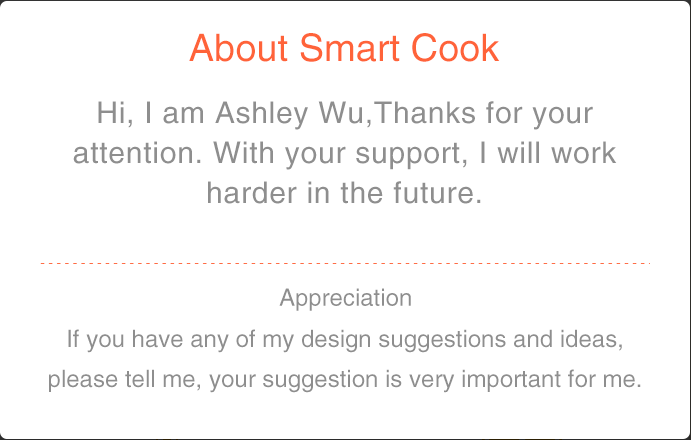 About Smart Cook
Hi, I am Ashley Wu,Thanks for your
attention. With your support, I will work
harder in the future.
Appreciation
If you have any of my design suggestions and ideas,
please tell me, your suggestion is very important for me.